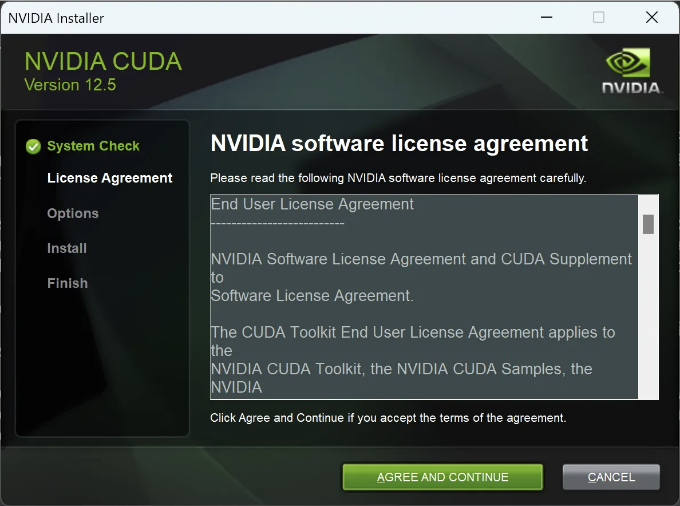 NVIDIA Installer
NVIDIA CUDA
Version 12.5
NVIDIA.
System Check
License Agreement
Options
Install
Finish
NVIDIA software license agreement
Please read the following NVIDIA software license agreement carefully.
End User License Agreement
--------------------------
NVIDIA Software License Agreement and CUDA Supplement
to
Software License Agreement.
The CUDA Toolkit End User License Agreement applies to
the
NVIDIA CUDA Toolkit, the NVIDIA CUDA Samples, the
NVIDIA
Click Agree and Continue if you accept the terms of the agreement.
AGREE AND CONTINUE
CANCEL